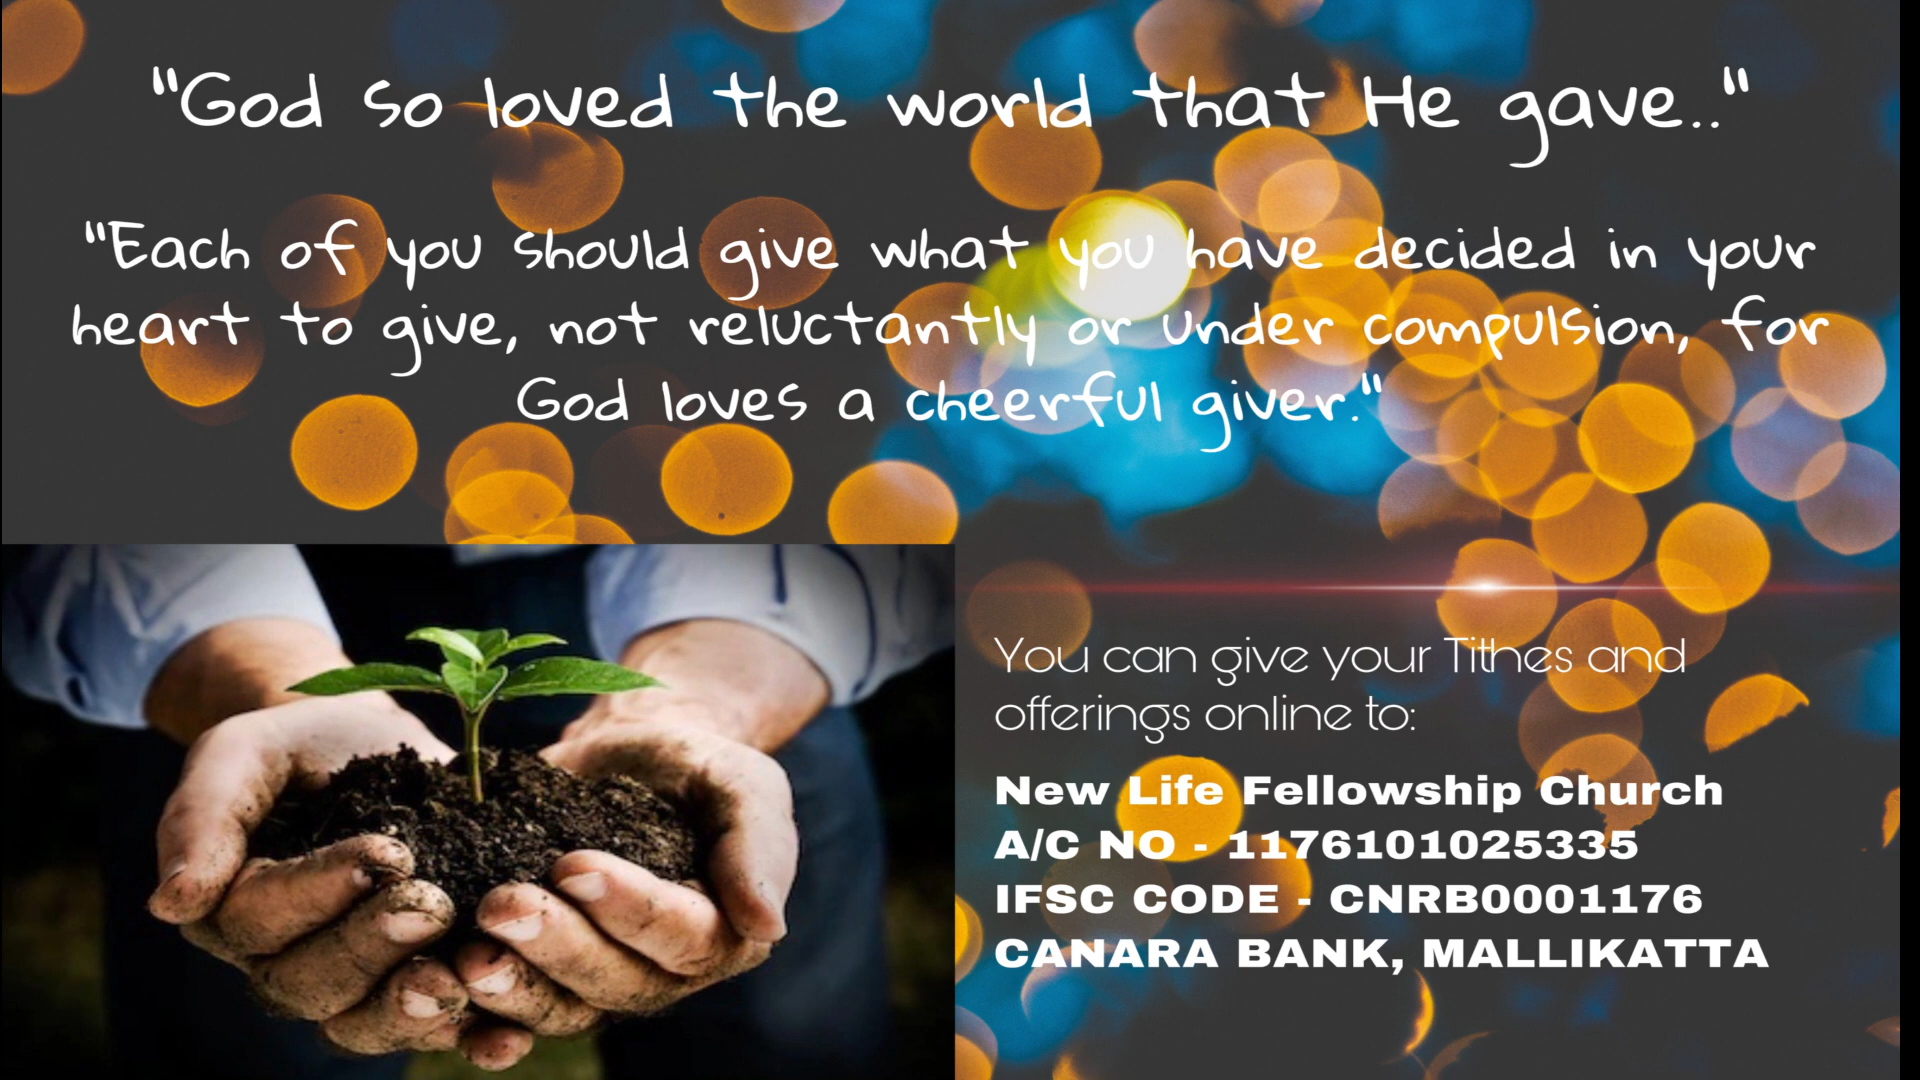 "God so loved the world that He gave.."
"Each of you should give what you have decided in your
heart to give, not reluctantly or under compulsion, for
God loves a cheerful giver."
You can give your Tithes and
offerings online to:
New Life Fellowship Church
A/C NO - 1176101025335
IFSC CODE - CNRB0001176
CANARA BANK, MALLIKATTA